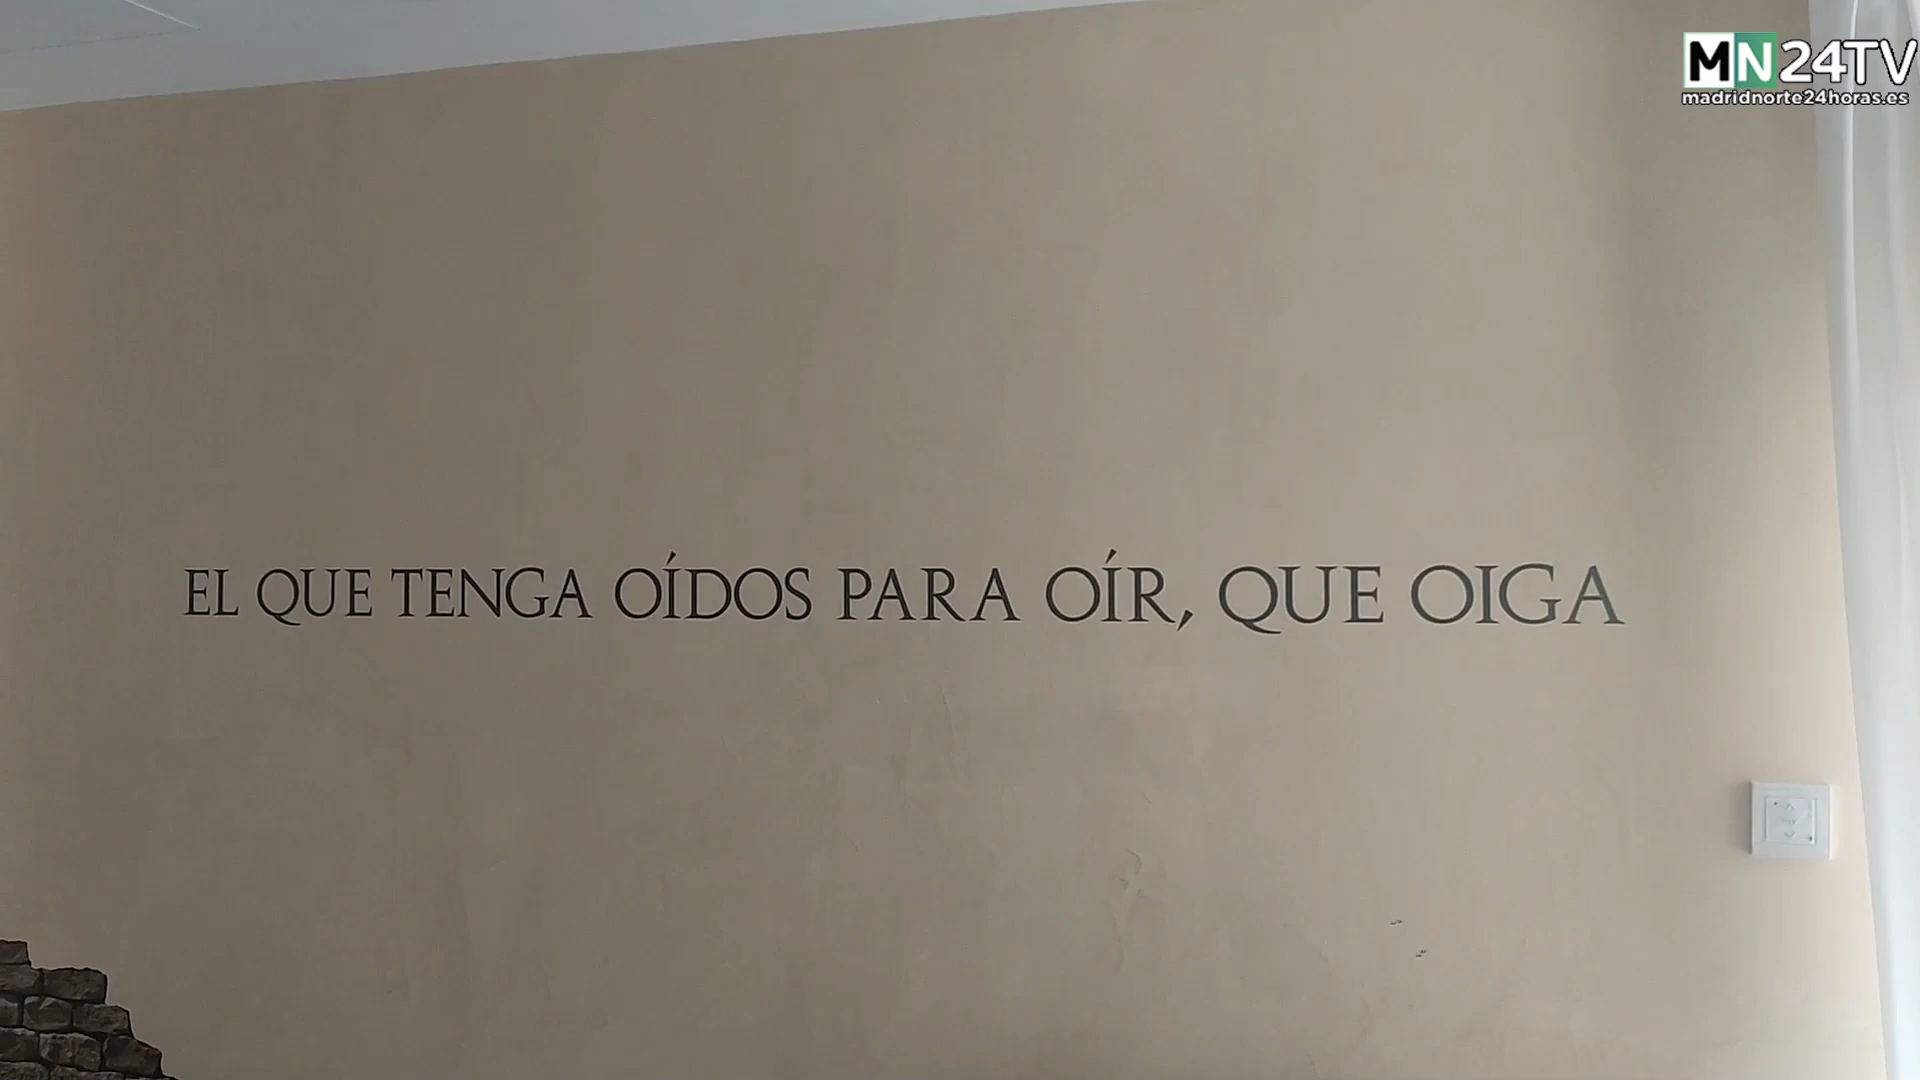 MN24TV
madridnorte24horas.es
EL QUE TENGA OÍDOS PARA OÍR, QUE OIGA